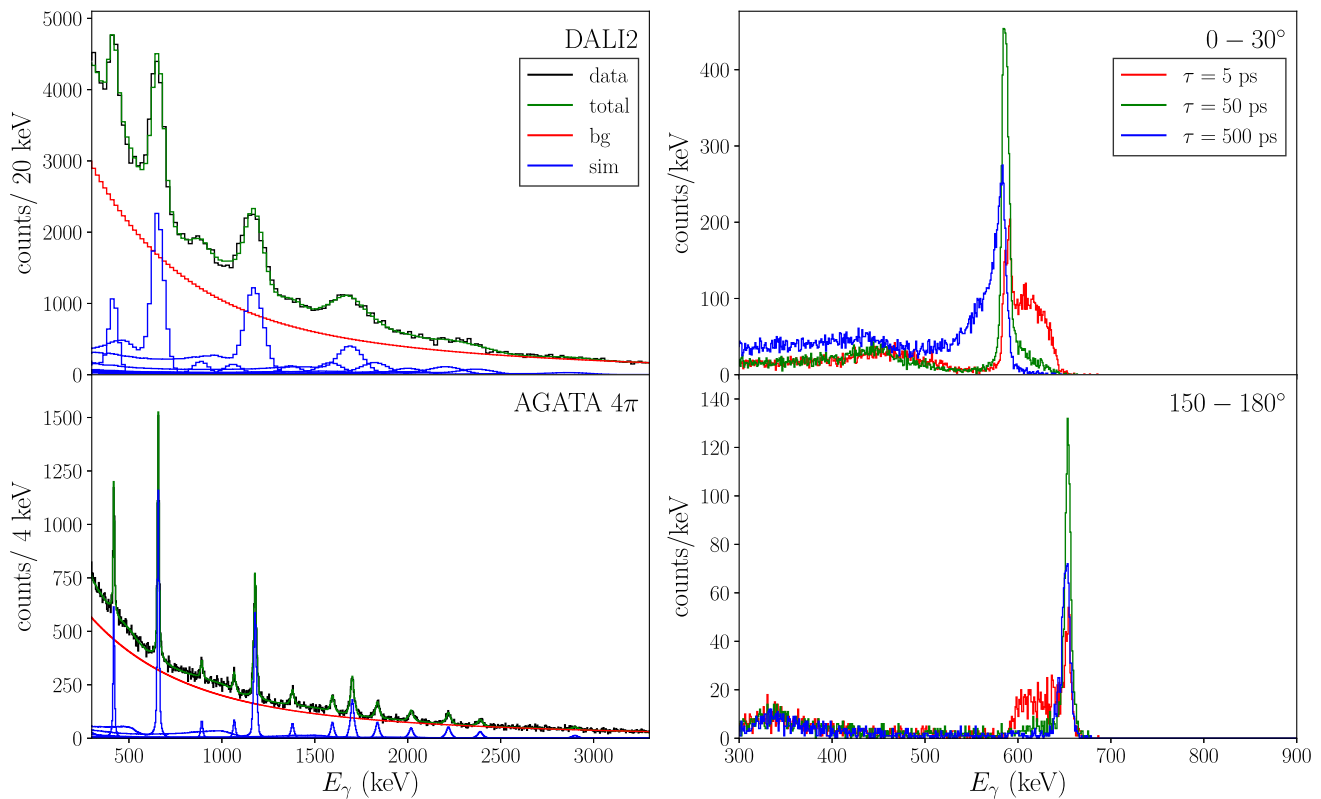 DALI2
data
total
bg
sim
counts/ 20 keV
5000
4000
3000
2000
1000
0
AGATA 4π
counts/ 4 keV
1500
1250
1000
750
500
250
0
500 1000 1500 2000 2500 3000
Eγ (keV)
0 − 30°
τ = 5 ps
τ = 50 ps
τ = 500 ps
counts/keV
400
300
200
100
0
150 − 180°
counts/keV
140
120
100
80
60
40
20
0
300 400 500 600 700 800 900
Eγ (keV)